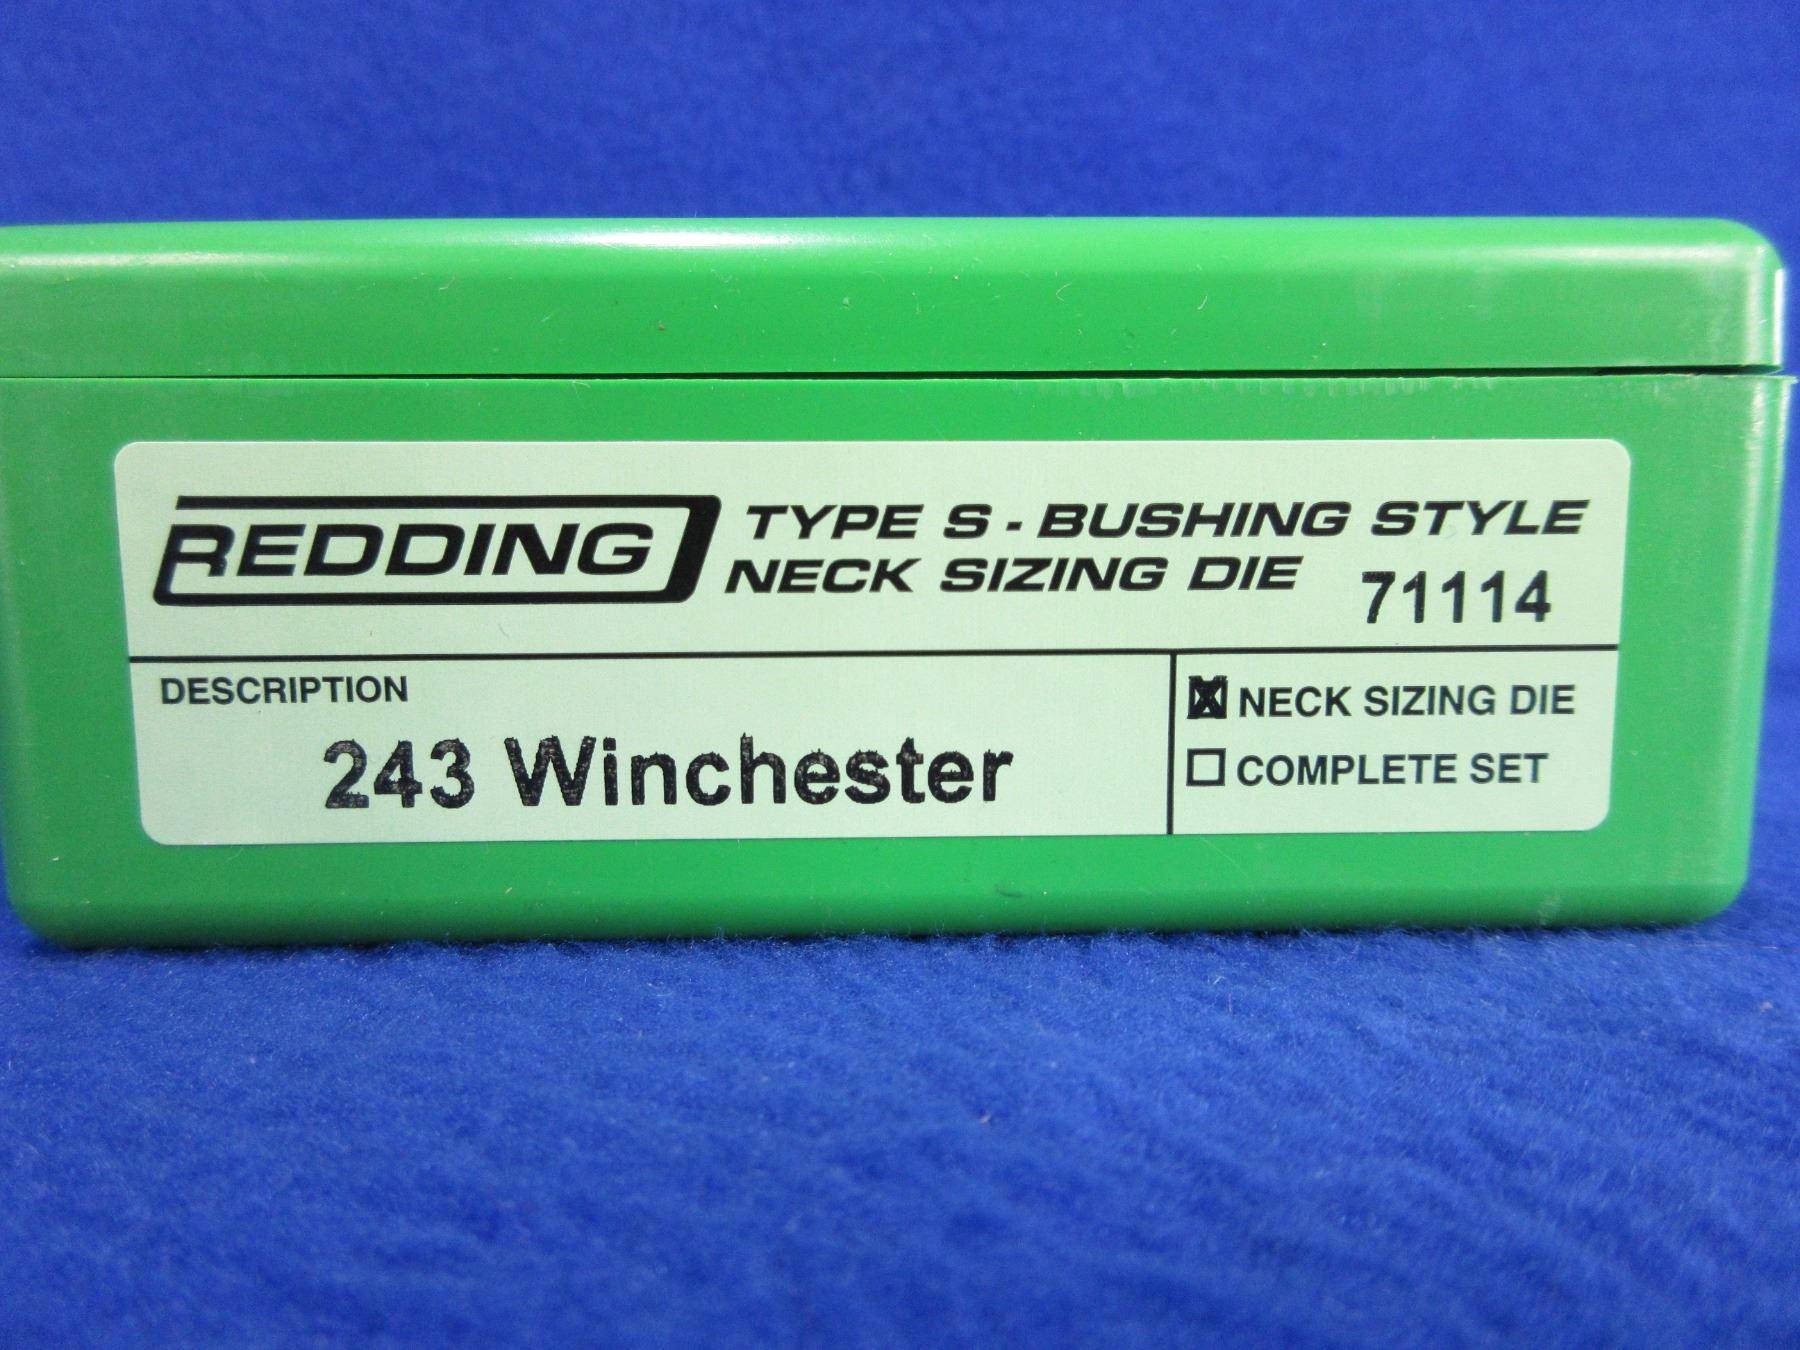 REDDING TYPE S - BUSHING STYLE
NECK SIZING DIE 71114
DESCRIPTION
243 Winchester
NECK SIZING DIE
COMPLETE SET